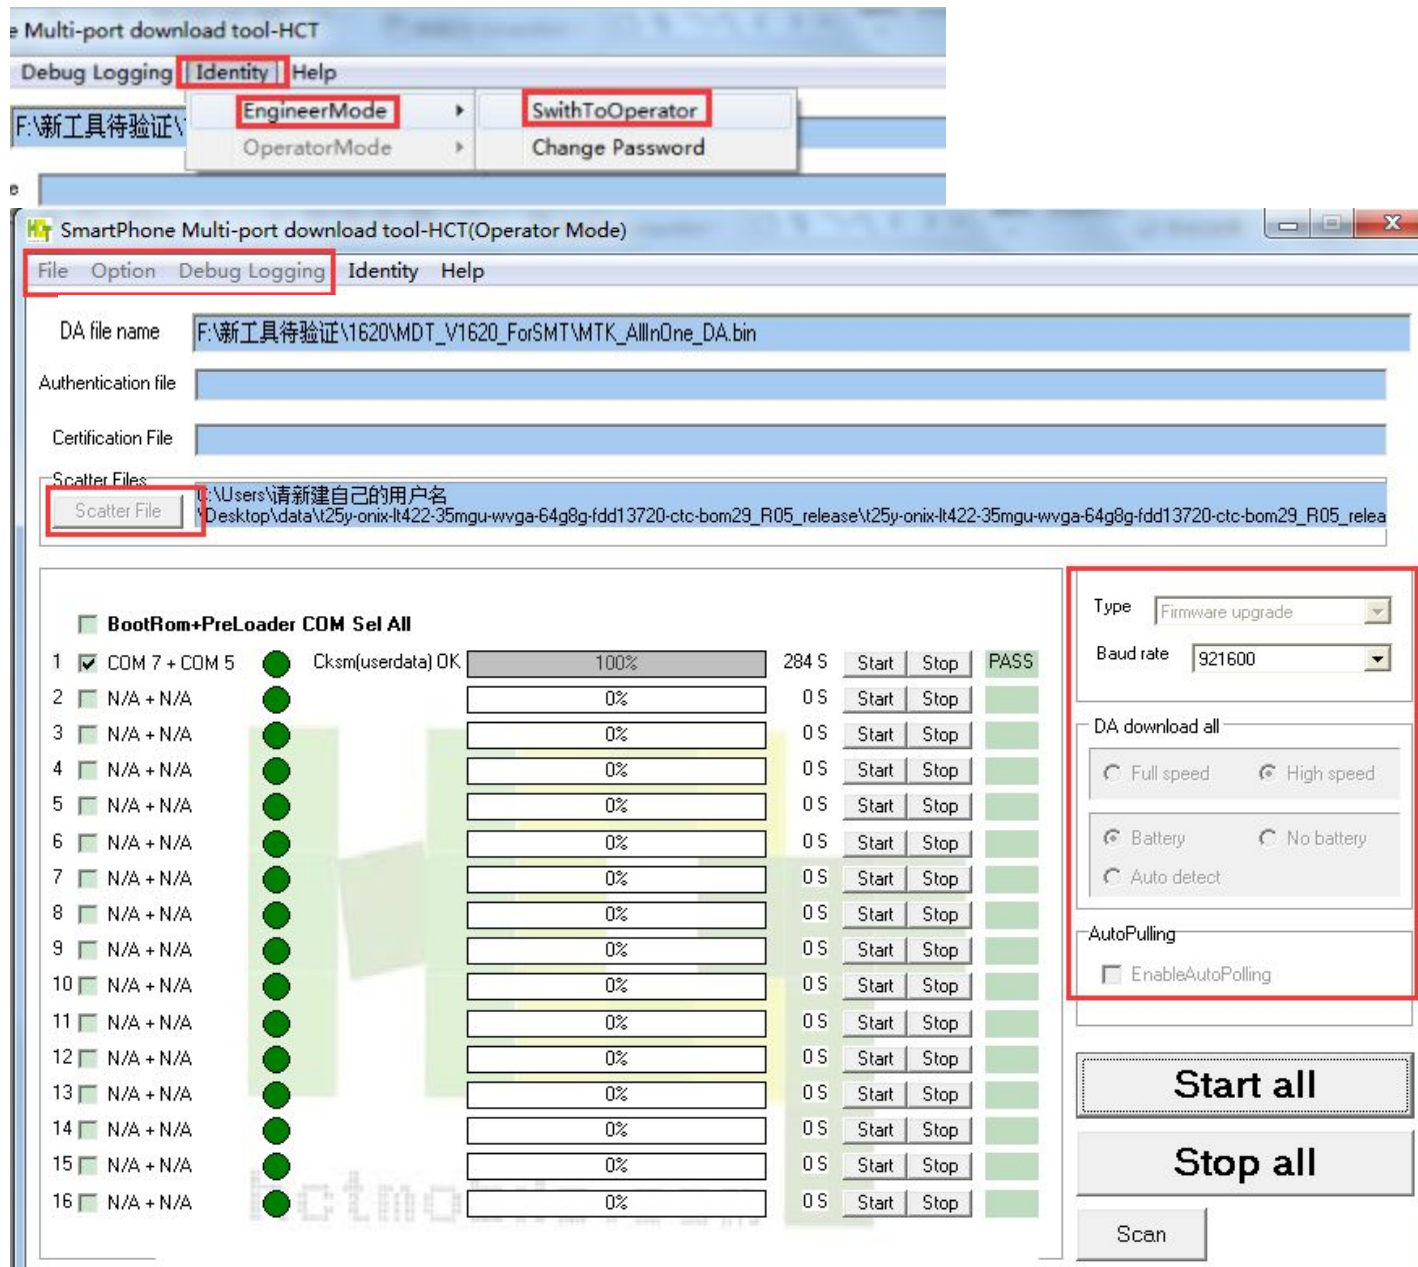 e Multi-port download tool-HCT
Debug Logging Identity Help
EngineerMode SwithToOperator
F:\新工具待验证\
OperatorMode Change Password
e
SmartPhone Multi-port download tool-HCT(Operator Mode)
File Option Debug Logging Identity Help
DA file name F:\新工具待验证\1620\MDT_V1620_ForSMT\MTK_AllInOne_DA.bin
Authentication file
Certification File
Scatter Files
C:\Users\请新建自己的用户名
Scatter File \Desktop\data\t25y-onix-lt422-35mgu-wvga-64g8g-fdd13720-ctc-bom29_R05_release\t25y-onix-lt422-35mgu-wvga-64g8g-fdd13720-ctc-bom29_R05_relea
BootRom+PreLoader COM Sel All
1 COM 7 + COM 5 Cksm(userdata) OK 100% 284 S Start Stop PASS
2 N/A + N/A 0% 0 S Start Stop
3 N/A + N/A 0% 0 S Start Stop
4 N/A + N/A 0% 0 S Start Stop
5 N/A + N/A 0% 0 S Start Stop
6 N/A + N/A 0% 0 S Start Stop
7 N/A + N/A 0% 0 S Start Stop
8 N/A + N/A 0% 0 S Start Stop
9 N/A + N/A 0% 0 S Start Stop
10 N/A + N/A 0% 0 S Start Stop
11 N/A + N/A 0% 0 S Start Stop
12 N/A + N/A 0% 0 S Start Stop
13 N/A + N/A 0% 0 S Start Stop
14 N/A + N/A 0% 0 S Start Stop
15 N/A + N/A 0% 0 S Start Stop
16 N/A + N/A 0% 0 S Start Stop
Type Firmware upgrade
Baud rate 921600
DA download all
Full speed High speed
Battery No battery
Auto detect
AutoPulling
EnableAutoPolling
Start all
Stop all
Scan